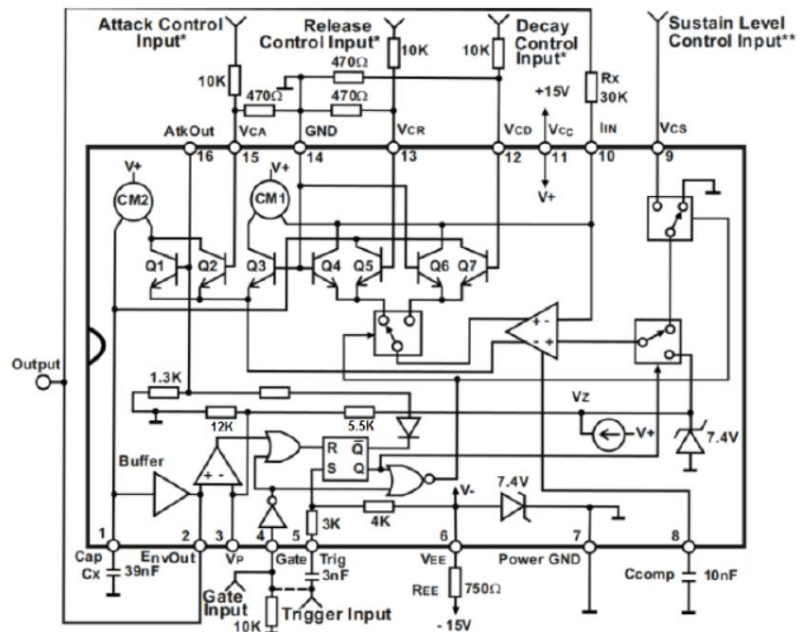 Attack Control
Input*
Release
Control Input*
Decay
Control
Input*
Sustain Level
Control Input**
10K
10K
10K
470Ω
10K
470Ω
470Ω
+15V
Rx
30K
AtkOut
VCA
GND
VCR
VCD
VCC
IIN
VCS
16
15
14
13
12
11
10
9
V+
V+
V+
CM2
CM1
Q1
Q2
Q3
Q4
Q5
Q6
Q7
+ -
- +
Output
1.3K
12K
5.5K
VZ
V+
7.4V
Buffer
+ -
R
Q̅
S
Q
V-
7.4V
3K
4K
1
2
3
4
5
6
7
8
Cap
Cx
39nF
EnvOut
VP
Gate
Trig
3nF
VEE
Power GND
Ccomp
10nF
Gate
Input
Trigger Input
10K
REE
750Ω
- 15V